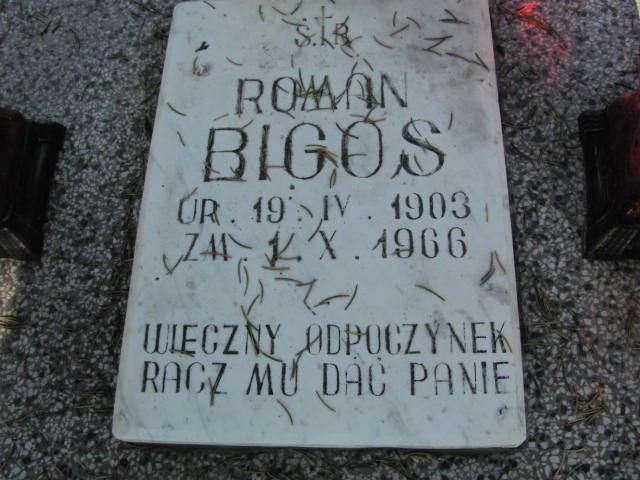 Ś.†P.
ROMAN
BIGOS
UR. 19. IV. 1903
ZM. 1. X. 1966
WIECZNY ODPOCZYNEK
RACZ MU DAĆ PANIE